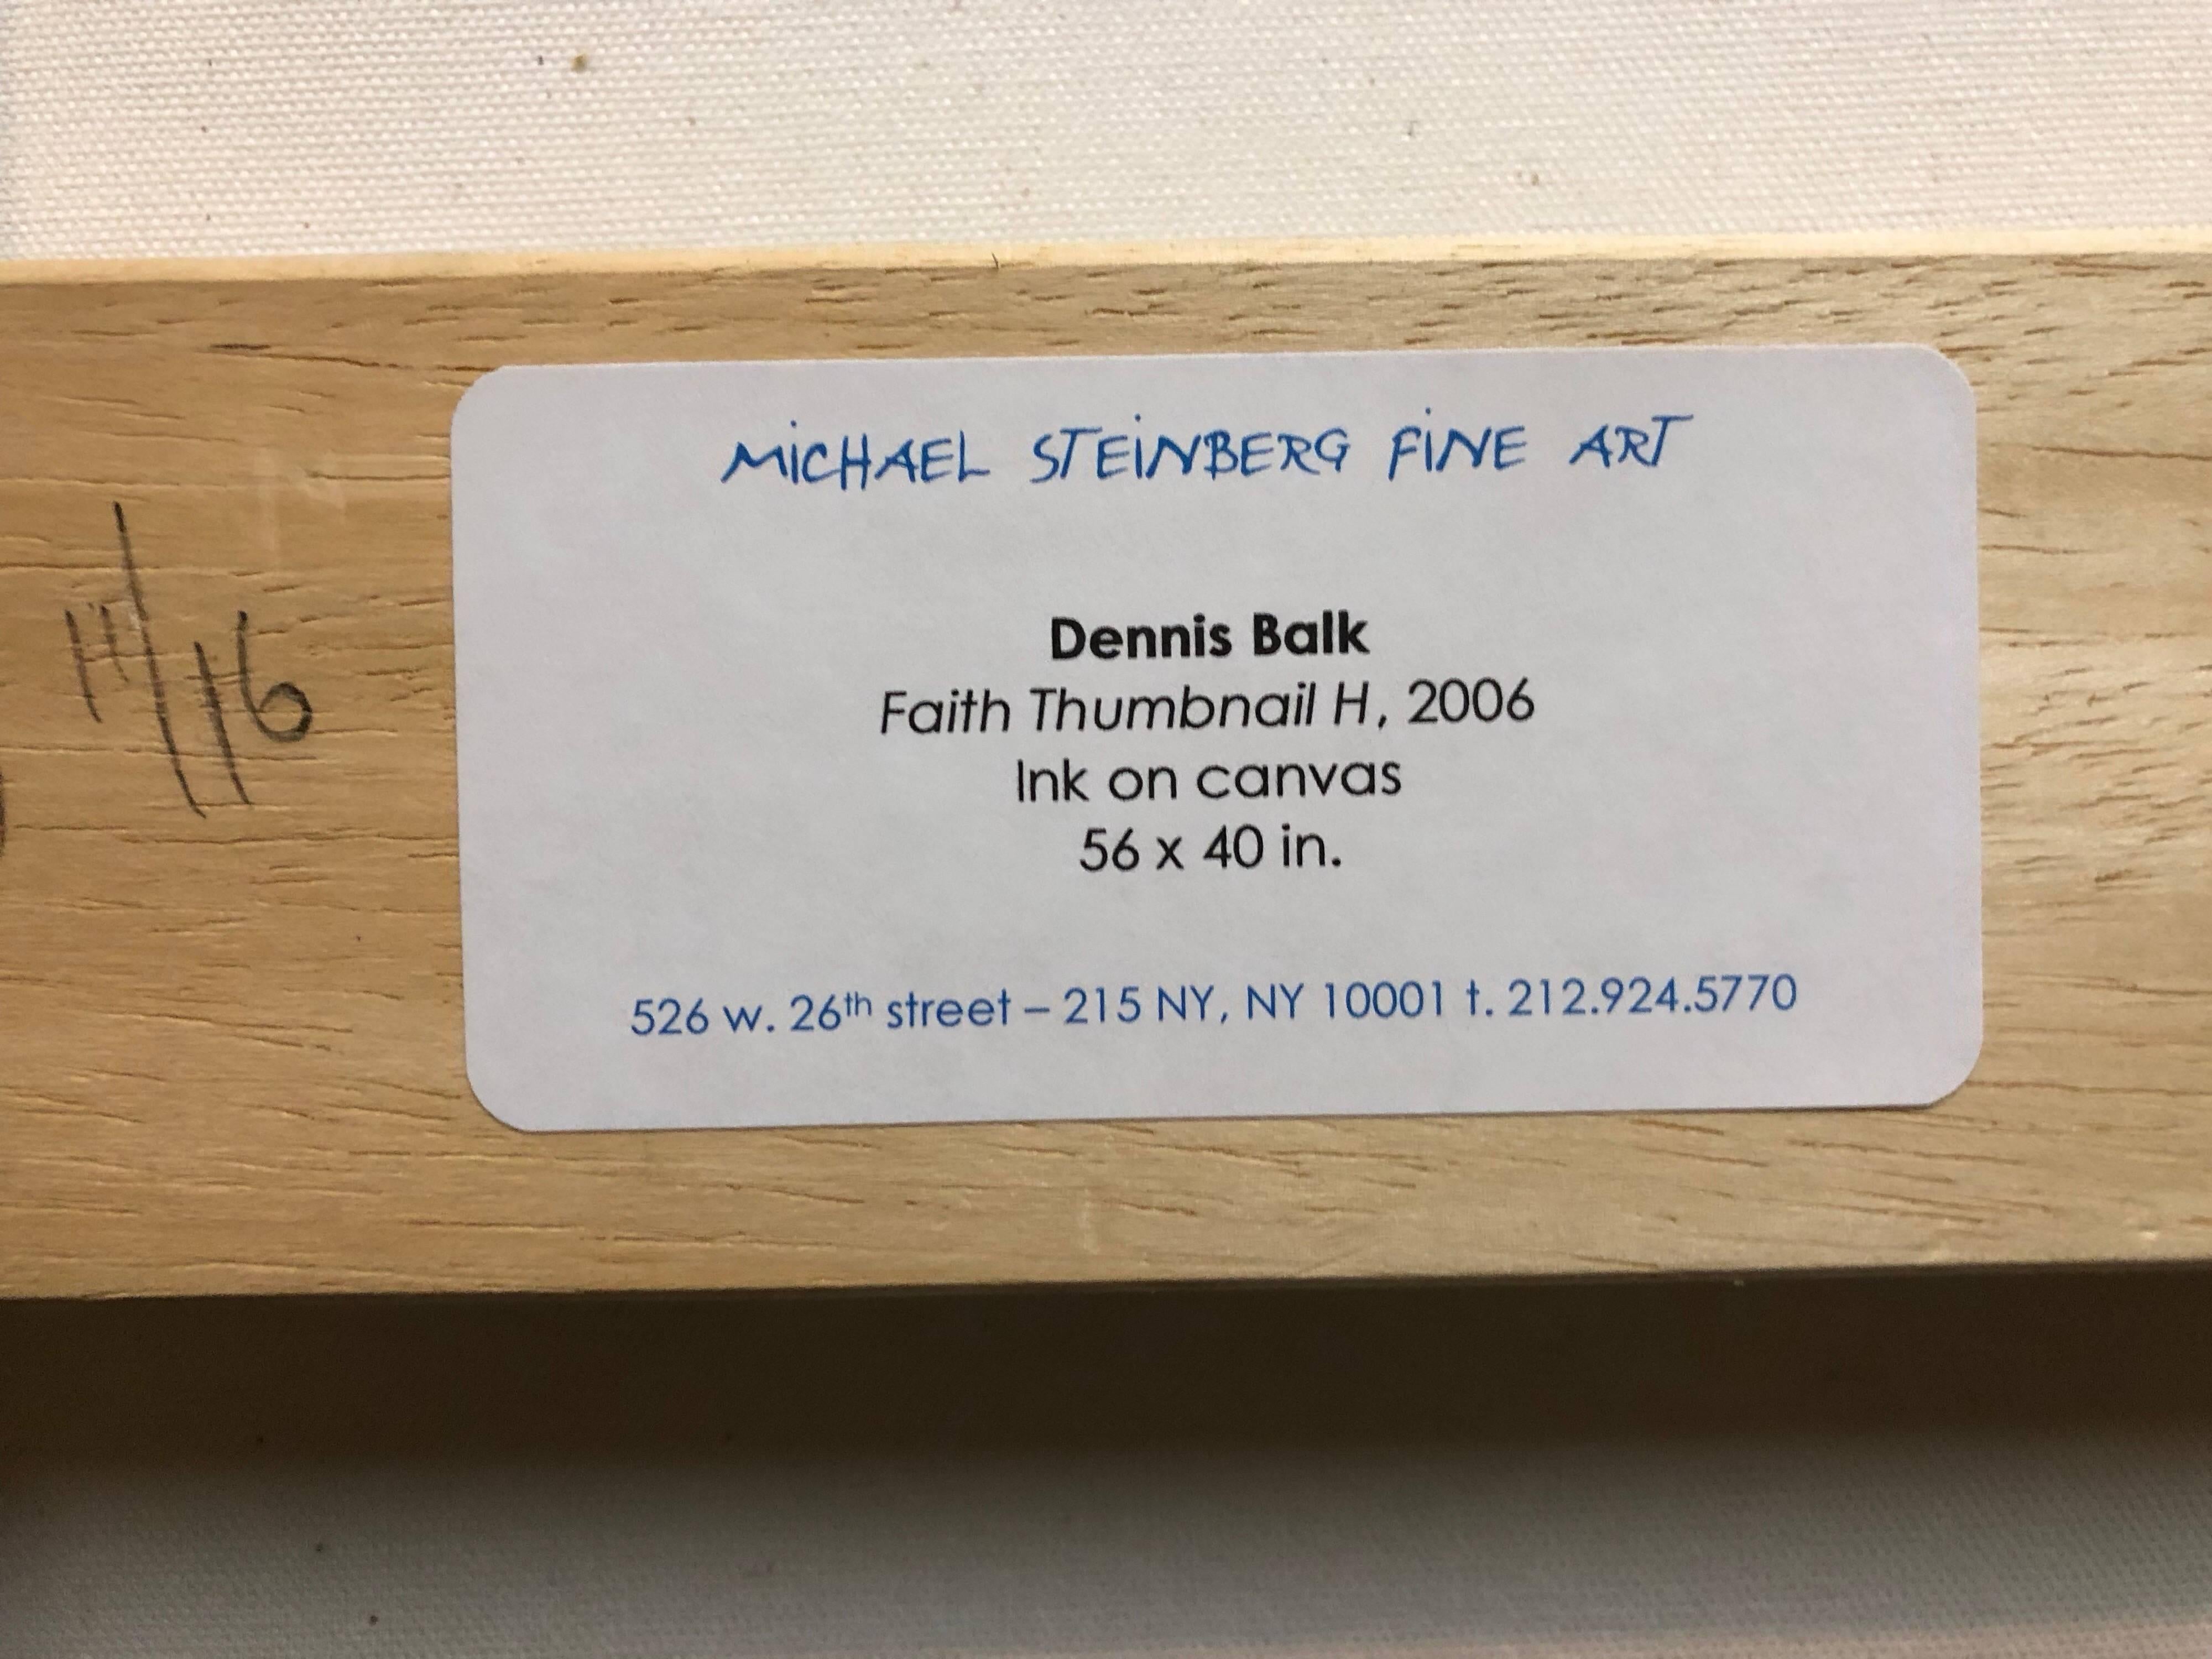 MICHAEL STEINBERG FINE ART
Dennis Balk
Faith Thumbnail H, 2006
Ink on canvas
56 x 40 in.
526 w. 26th street – 215 NY, NY 10001 t. 212.924.5770